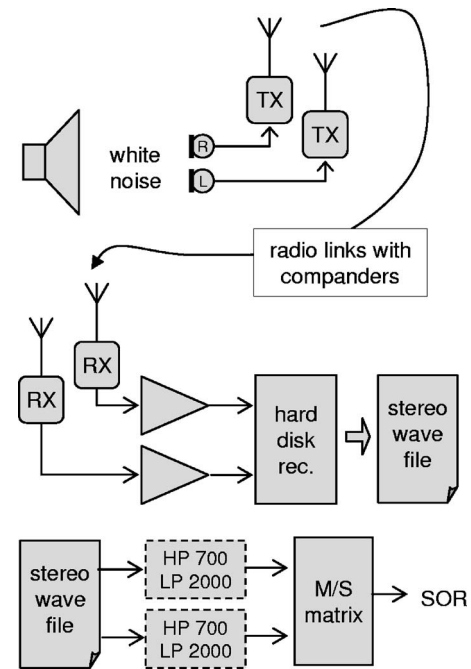 TX
TX
white
noise
R
L
radio links with
companders
RX
RX
hard
disk
rec.
stereo
wave
file
stereo
wave
file
HP 700
LP 2000
HP 700
LP 2000
M/S
matrix
SOR